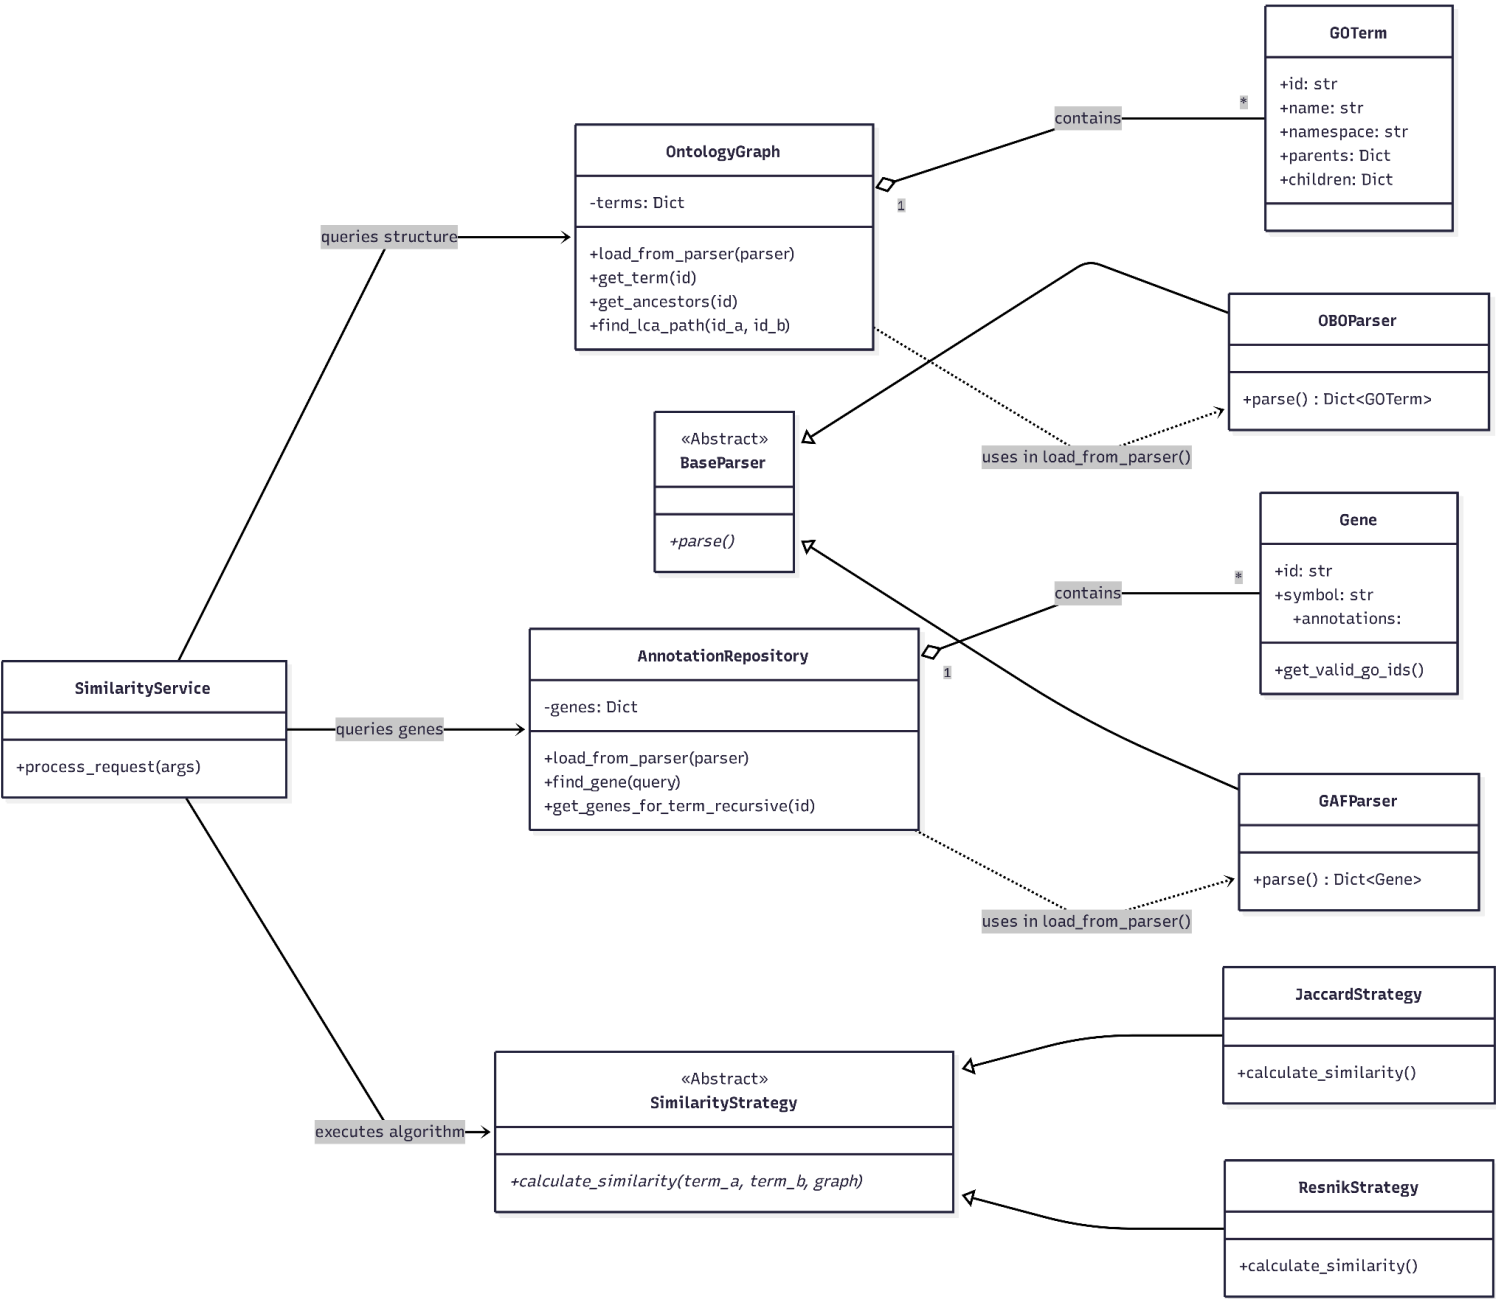 GOTerm
+id: str
+name: str
+namespace: str
+parents: Dict
+children: Dict
contains
*
1
OntologyGraph
-terms: Dict
+load_from_parser(parser)
+get_term(id)
+get_ancestors(id)
+find_lca_path(id_a, id_b)
queries structure
OBOParser
+parse() : Dict<GOTerm>
uses in load_from_parser()
«Abstract»
BaseParser
+parse()
Gene
+id: str
+symbol: str
+annotations:
+get_valid_go_ids()
contains
*
1
AnnotationRepository
-genes: Dict
+load_from_parser(parser)
+find_gene(query)
+get_genes_for_term_recursive(id)
SimilarityService
+process_request(args)
queries genes
GAFParser
+parse() : Dict<Gene>
uses in load_from_parser()
JaccardStrategy
+calculate_similarity()
«Abstract»
SimilarityStrategy
+calculate_similarity(term_a, term_b, graph)
executes algorithm
ResnikStrategy
+calculate_similarity()